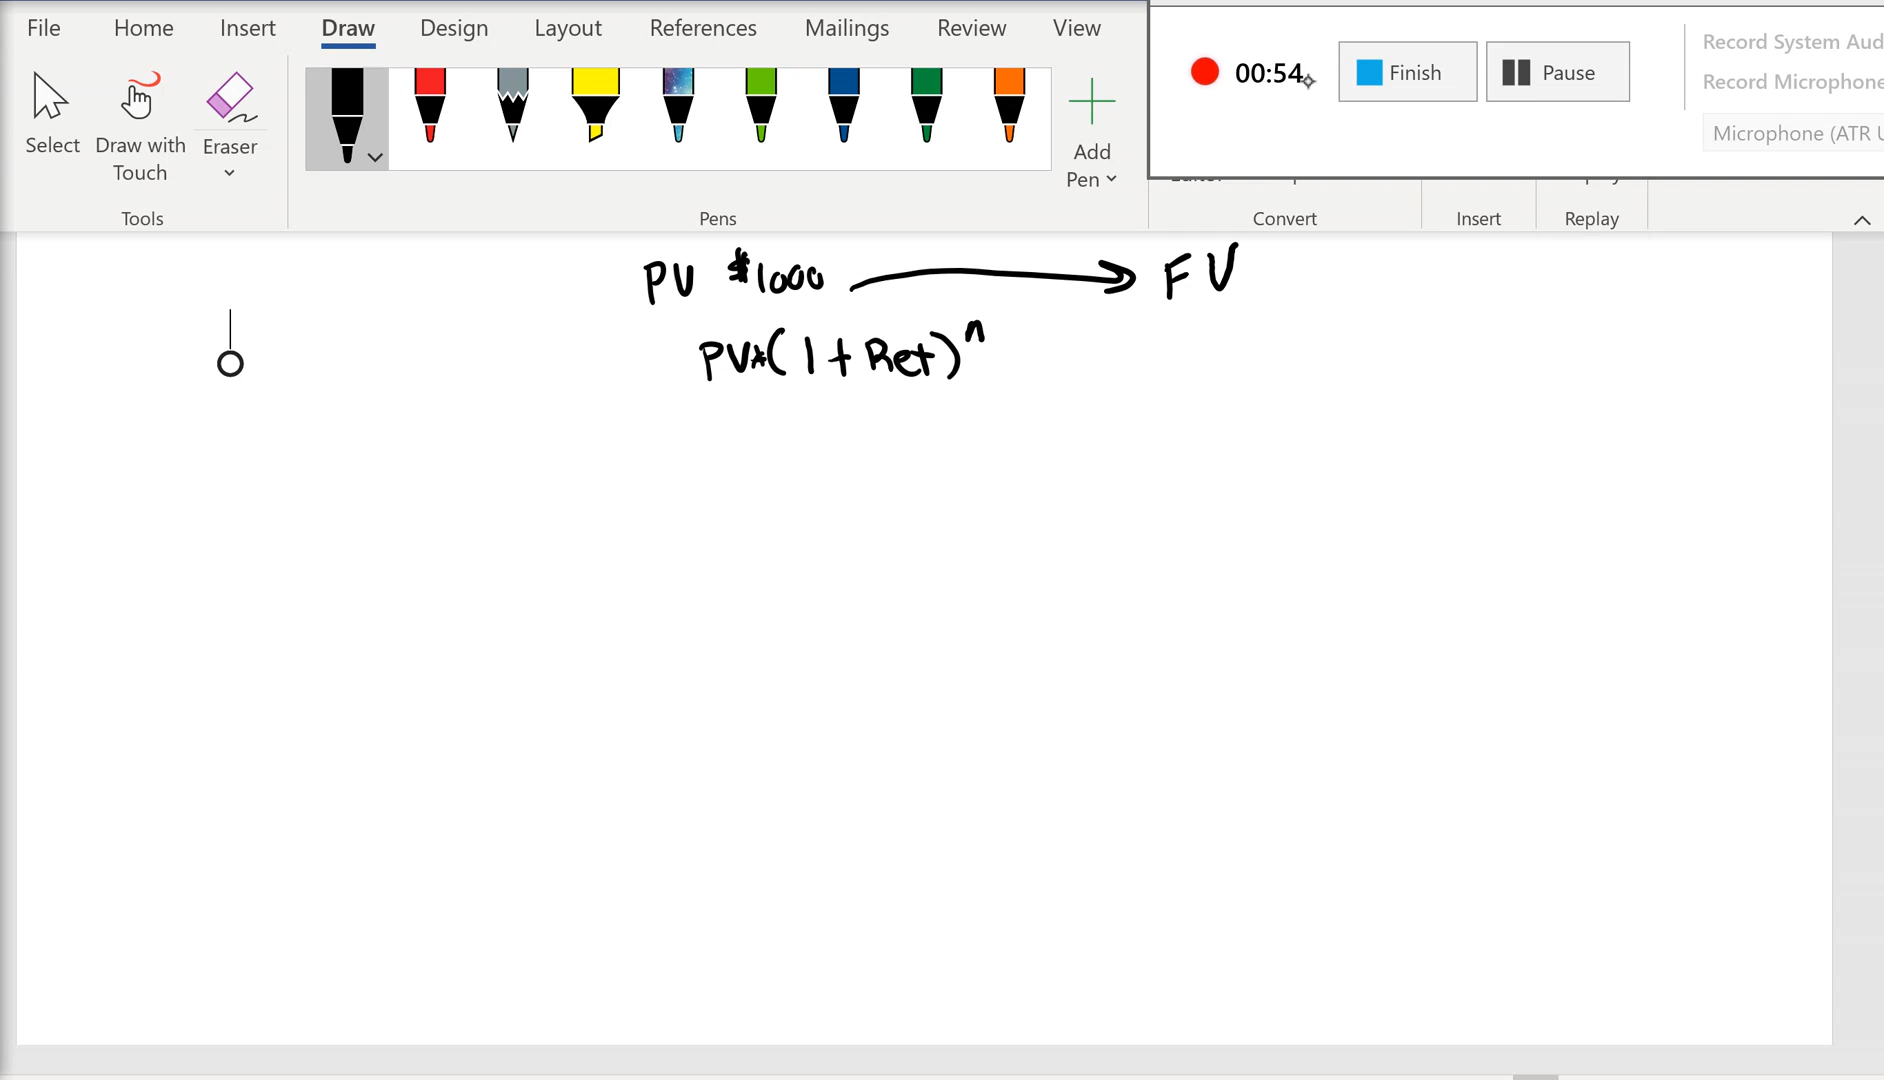 File Home Insert Draw Design Layout References Mailings Review View
00:54 Finish Pause
Record System Aud
Record Microphone
Microphone (ATR U
Select Draw with Touch Eraser
Add Pen
Tools Pens Convert Insert Replay
PV $1000 → FV
PV*(1+Ret)^n